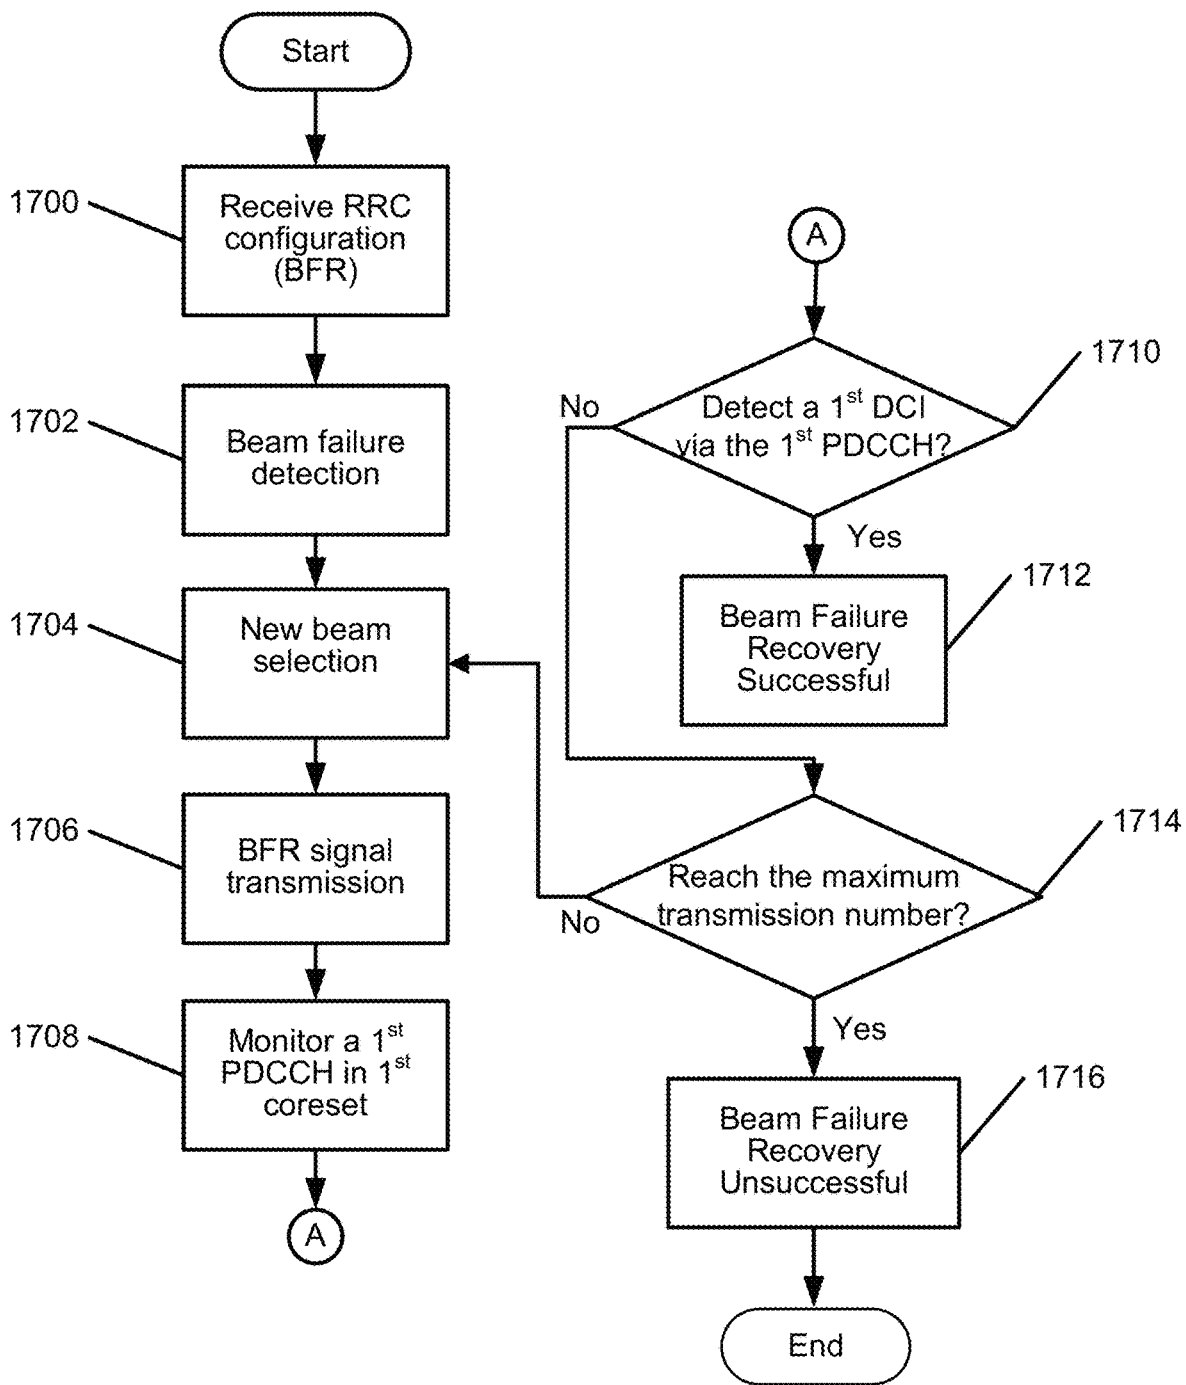 Start
1700
Receive RRC
configuration
(BFR)
1702
Beam failure
detection
1704
New beam
selection
1706
BFR signal
transmission
1708
Monitor a 1st
PDCCH in 1st
coreset
A
A
1710
Detect a 1st DCI
via the 1st PDCCH?
No
Yes
1712
Beam Failure
Recovery
Successful
1714
Reach the maximum
transmission number?
No
Yes
1716
Beam Failure
Recovery
Unsuccessful
End